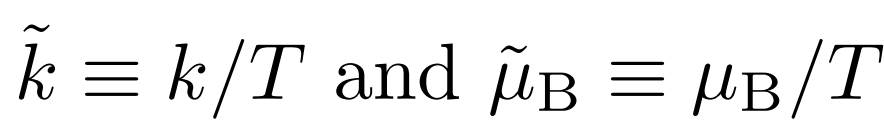 k̃ ≡ k/T and μ̃_B ≡ μ_B/T